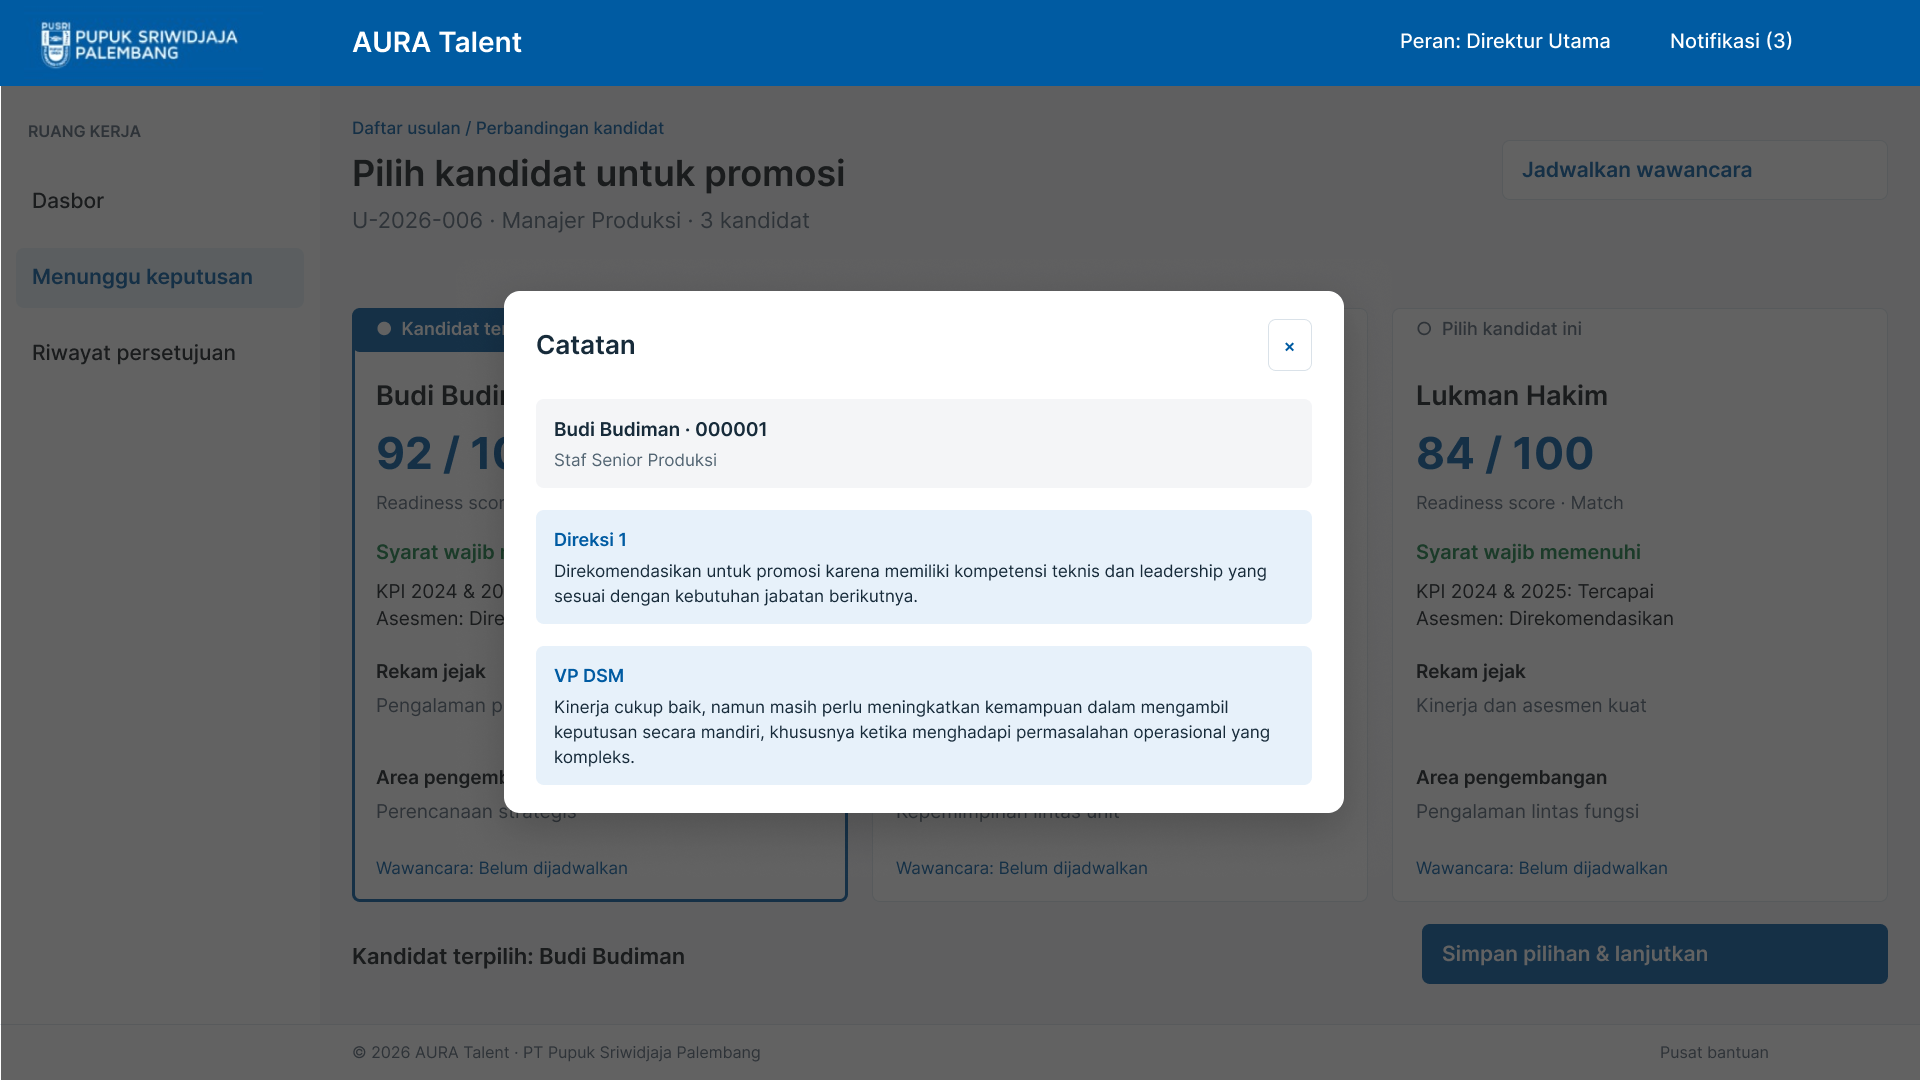 PUSRI
PUPUK SRIWIDJAJA
PALEMBANG
AURA Talent
Peran: Direktur Utama
Notifikasi (3)
RUANG KERJA
Dasbor
Menunggu keputusan
Riwayat persetujuan
Daftar usulan / Perbandingan kandidat
Pilih kandidat untuk promosi
U-2026-006 · Manajer Produksi · 3 kandidat
Jadwalkan wawancara
Catatan
×
Budi Budiman · 000001
Staf Senior Produksi
Direksi 1
Direkomendasikan untuk promosi karena memiliki kompetensi teknis dan leadership yang
sesuai dengan kebutuhan jabatan berikutnya.
VP DSM
Kinerja cukup baik, namun masih perlu meningkatkan kemampuan dalam mengambil
keputusan secara mandiri, khususnya ketika menghadapi permasalahan operasional yang
kompleks.
Kandidat
Budi
92 / 10
Readiness
Syarat wajib
KPI 2024 & 20
Asesmen:
Rekam jejak
Pengalaman
Area
Perencanaan strategis
Wawancara: Belum dijadwalkan
Kepemimpinan lintas unit
Wawancara: Belum dijadwalkan
Pilih kandidat ini
Lukman Hakim
84 / 100
Readiness score · Match
Syarat wajib memenuhi
KPI 2024 & 2025: Tercapai
Asesmen: Direkomendasikan
Rekam jejak
Kinerja dan asesmen kuat
Area pengembangan
Pengalaman lintas fungsi
Wawancara: Belum dijadwalkan
Kandidat terpilih: Budi Budiman
Simpan pilihan & lanjutkan
© 2026 AURA Talent · PT Pupuk Sriwidjaja Palembang
Pusat bantuan